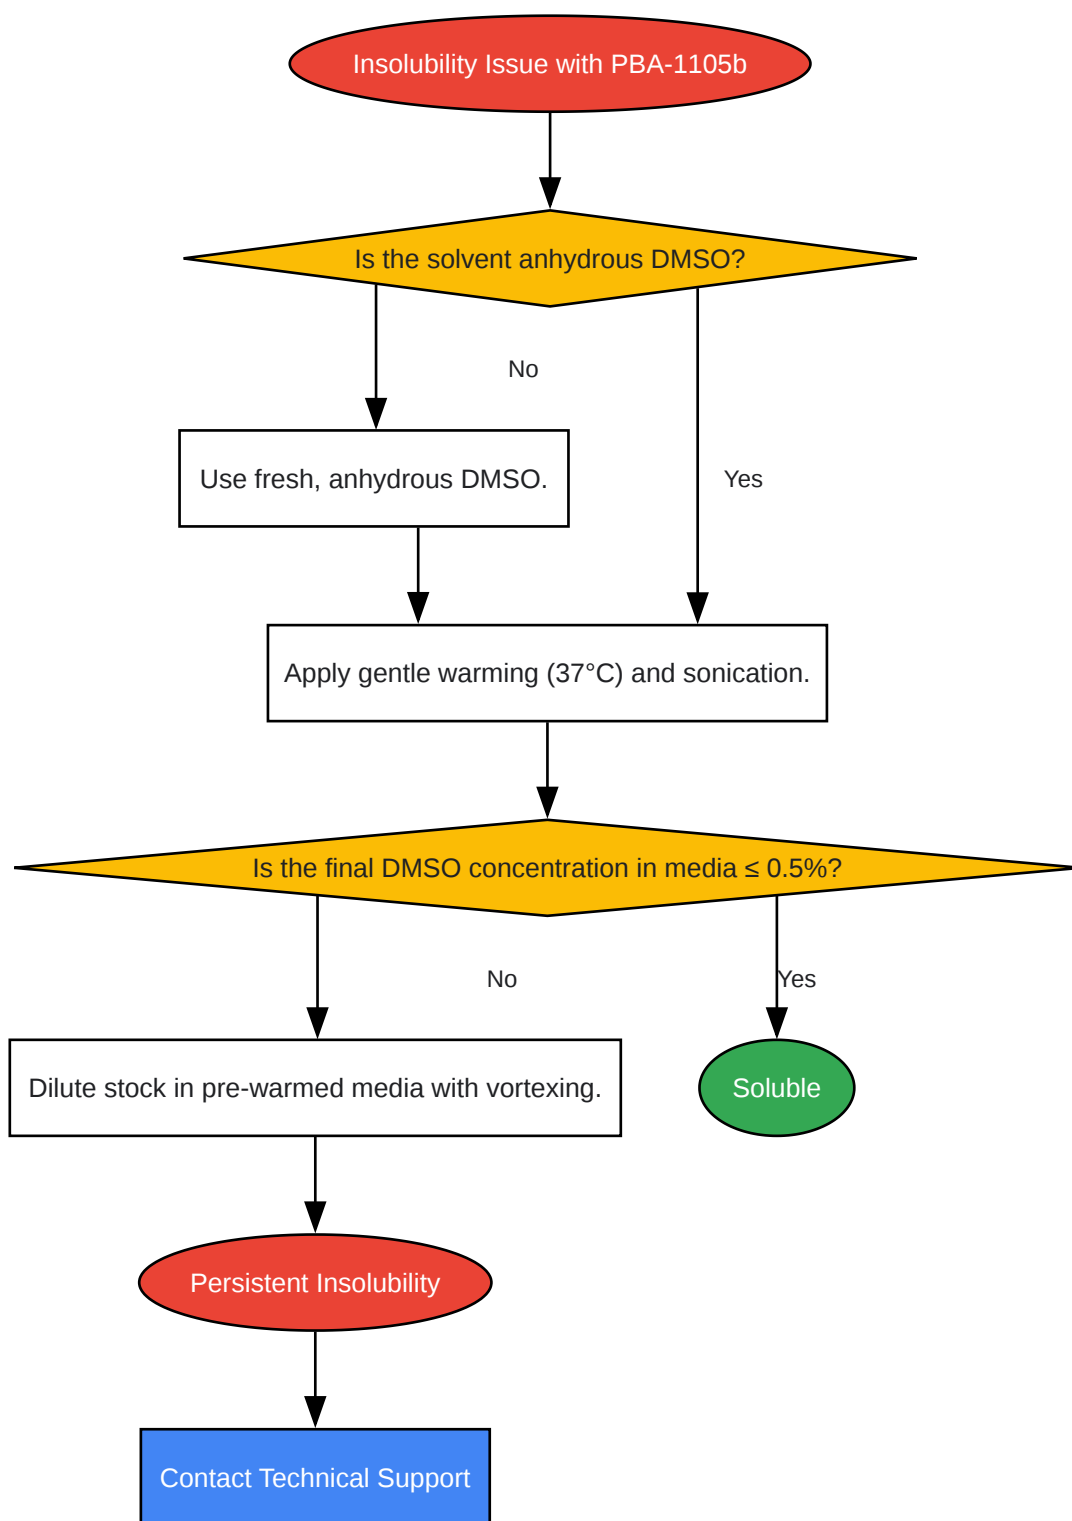 Insolubility Issue with PBA-1105b
Is the solvent anhydrous DMSO?
No
Use fresh, anhydrous DMSO.
Yes
Apply gentle warming (37°C) and sonication.
Is the final DMSO concentration in media ≤ 0.5%?
No
Yes
Dilute stock in pre-warmed media with vortexing.
Soluble
Persistent Insolubility
Contact Technical Support